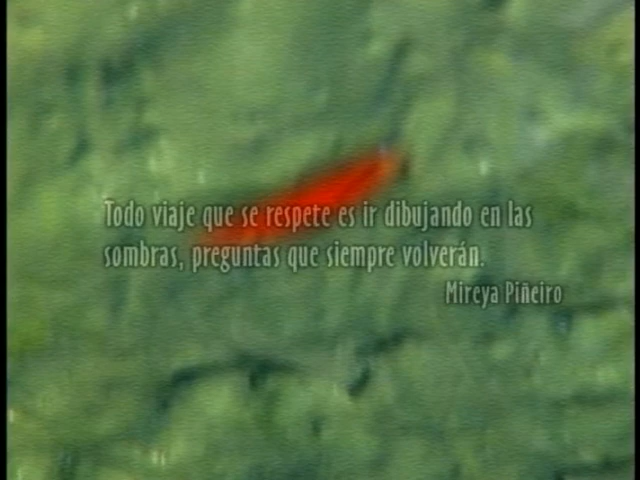 Todo viaje que se respete es ir dibujando en las
sombras, preguntas que siempre volverán.
Mireya Piñeiro